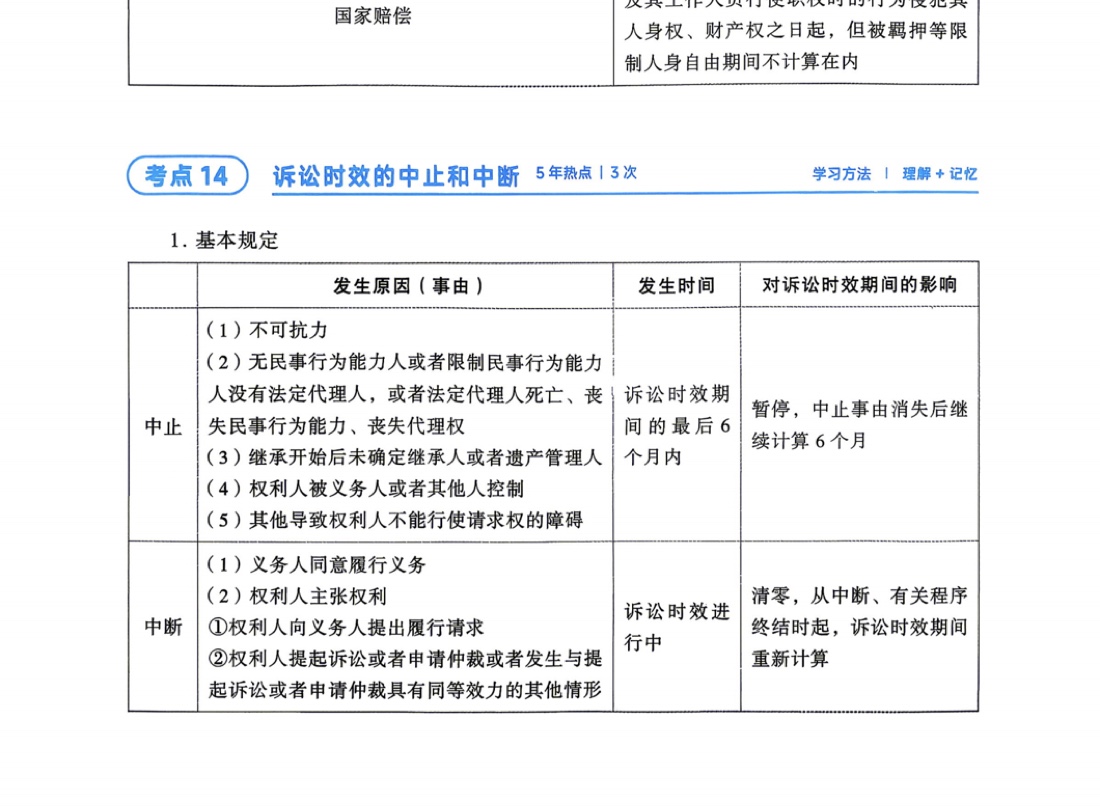 国家赔偿
及其工作人员行使职权时的行为侵犯其
人身权、财产权之日起，但被羁押等限
制人身自由期间不计算在内
考点 14 诉讼时效的中止和中断 5 年热点 | 3 次 学习方法 | 理解 + 记忆
1. 基本规定
发生原因（事由） 发生时间 对诉讼时效期间的影响
中止
（1）不可抗力
（2）无民事行为能力人或者限制民事行为能力
人没有法定代理人，或者法定代理人死亡、丧
失民事行为能力、丧失代理权
（3）继承开始后未确定继承人或者遗产管理人
（4）权利人被义务人或者其他人控制
（5）其他导致权利人不能行使请求权的障碍
诉讼时效期
间的最后 6
个月内
暂停，中止事由消失后继
续计算 6 个月
中断
（1）义务人同意履行义务
（2）权利人主张权利
①权利人向义务人提出履行请求
②权利人提起诉讼或者申请仲裁或者发生与提
起诉讼或者申请仲裁具有同等效力的其他情形
诉讼时效进
行中
清零，从中断、有关程序
终结时起，诉讼时效期间
重新计算